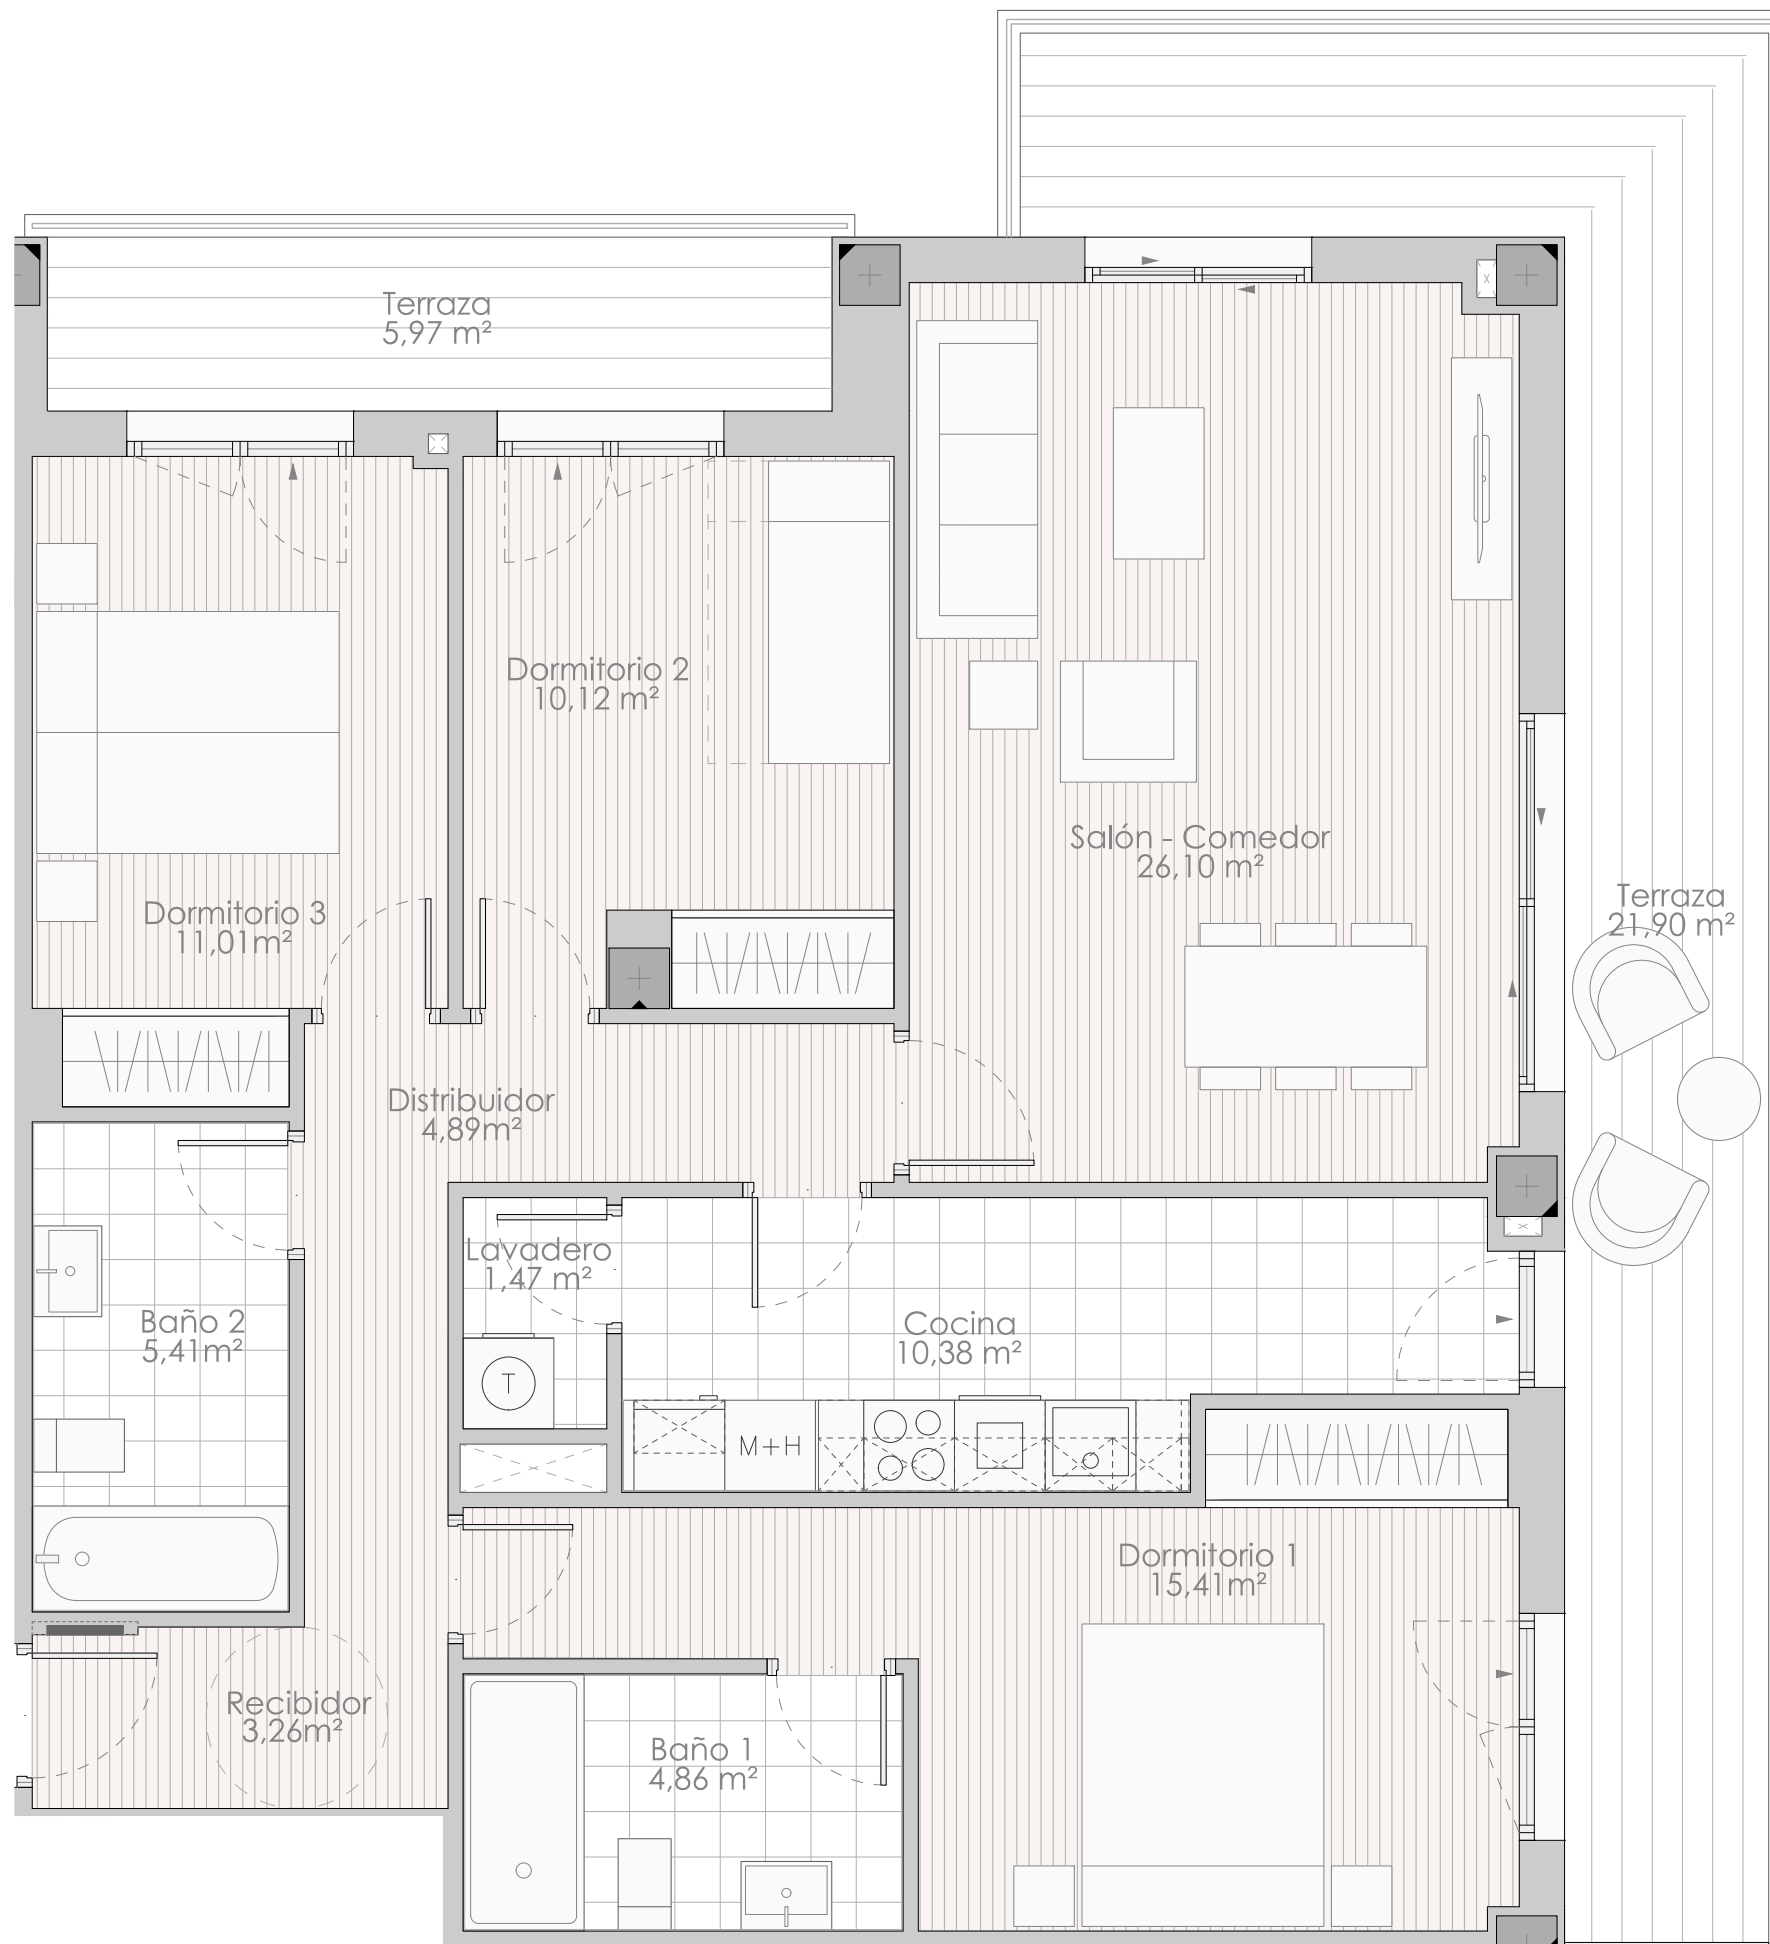 Terraza
5,97 m²
Dormitorio 2
10,12 m²
Salón - Comedor
26,10 m²
Terraza
21,90 m²
Dormitorio 3
11,01m²
Distribuidor
4,89m²
Lavadero
1,47 m²
Baño 2
5,41m²
Cocina
10,38 m²
T
M+H
Dormitorio 1
15,41m²
Recibidor
3,26m²
Baño 1
4,86 m²